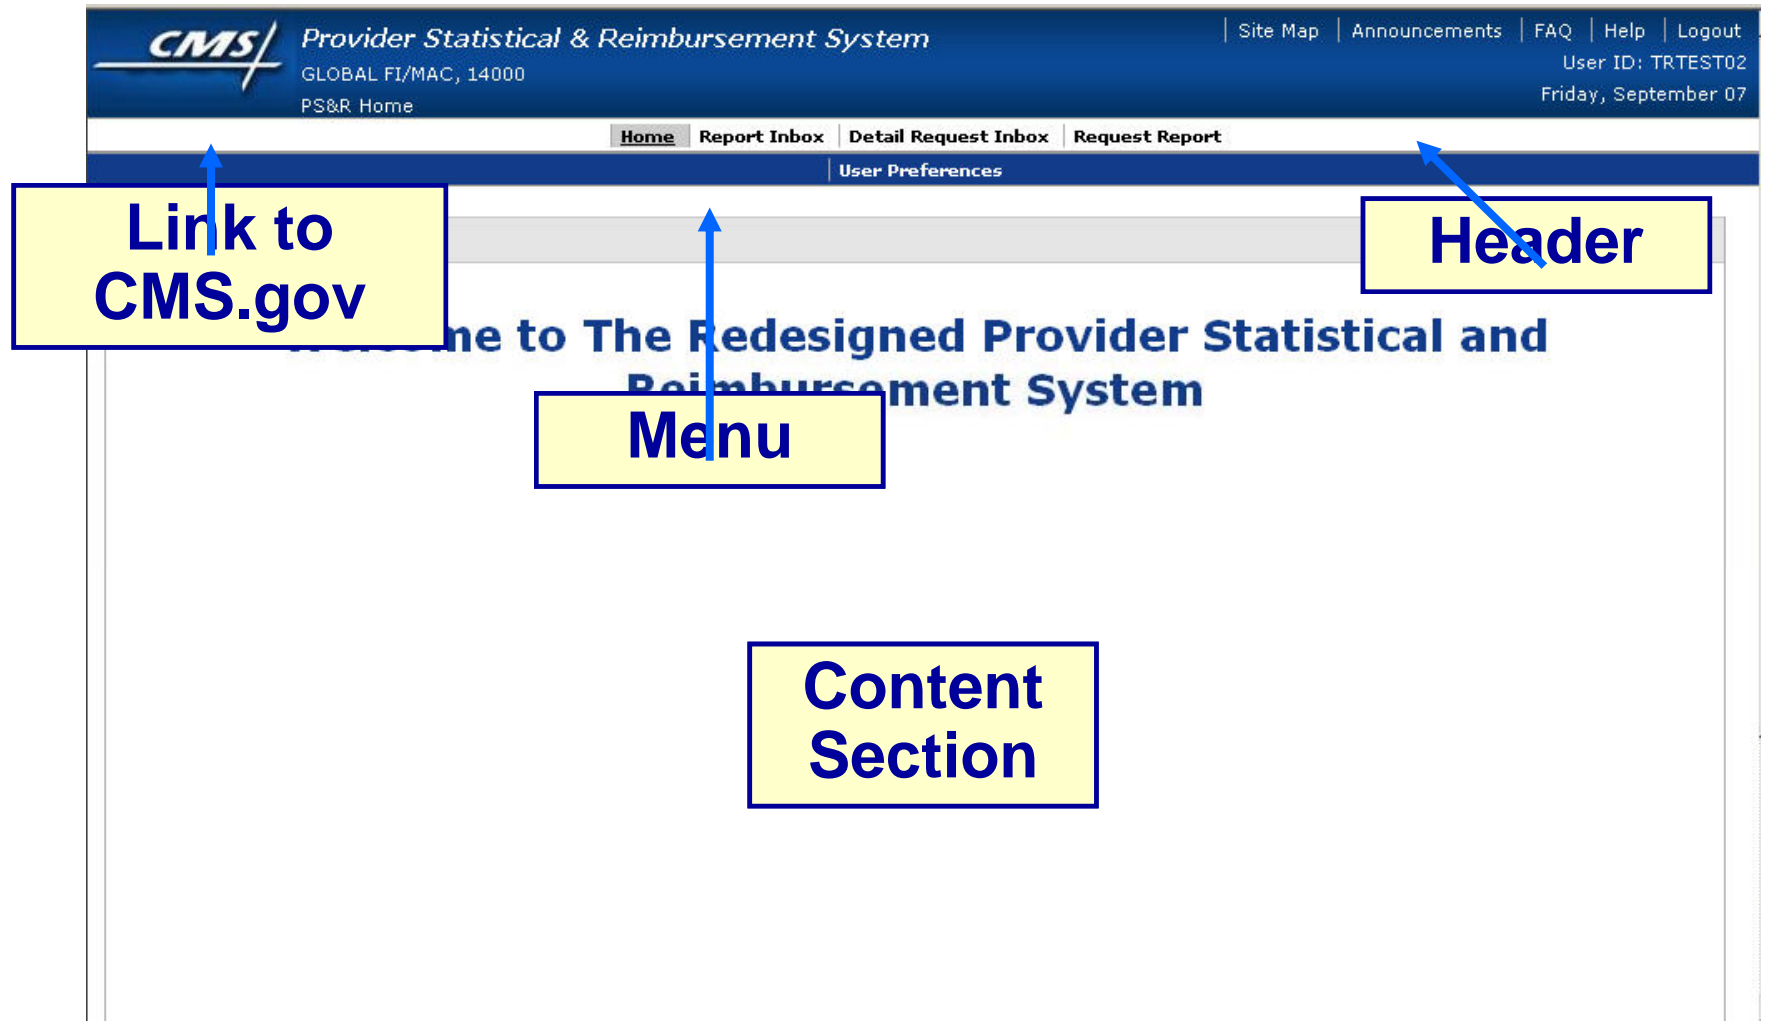 CMS
Provider Statistical & Reimbursement System
GLOBAL FI/MAC, 14000
PS&R Home
Site Map | Announcements | FAQ | Help | Logout
User ID: TRTEST02
Friday, September 07
Home Report Inbox Detail Request Inbox Request Report
User Preferences
Link to
CMS.gov
Header
Welcome to The Redesigned Provider Statistical and
Reimbursement System
Menu
Content
Section